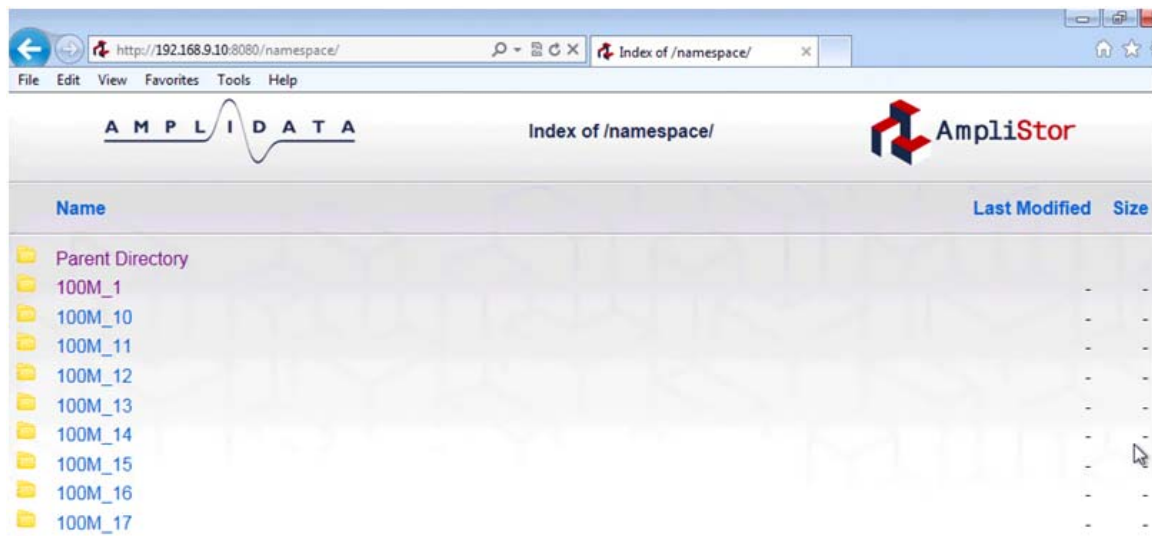 http://192.168.9.10:8080/namespace/ Index of /namespace/
File Edit View Favorites Tools Help
AMPLIDATA Index of /namespace/ AmpliStor
Name Last Modified Size
Parent Directory
100M_1 - -
100M_10 - -
100M_11 - -
100M_12 - -
100M_13 - -
100M_14 - -
100M_15 - -
100M_16 - -
100M_17 - -